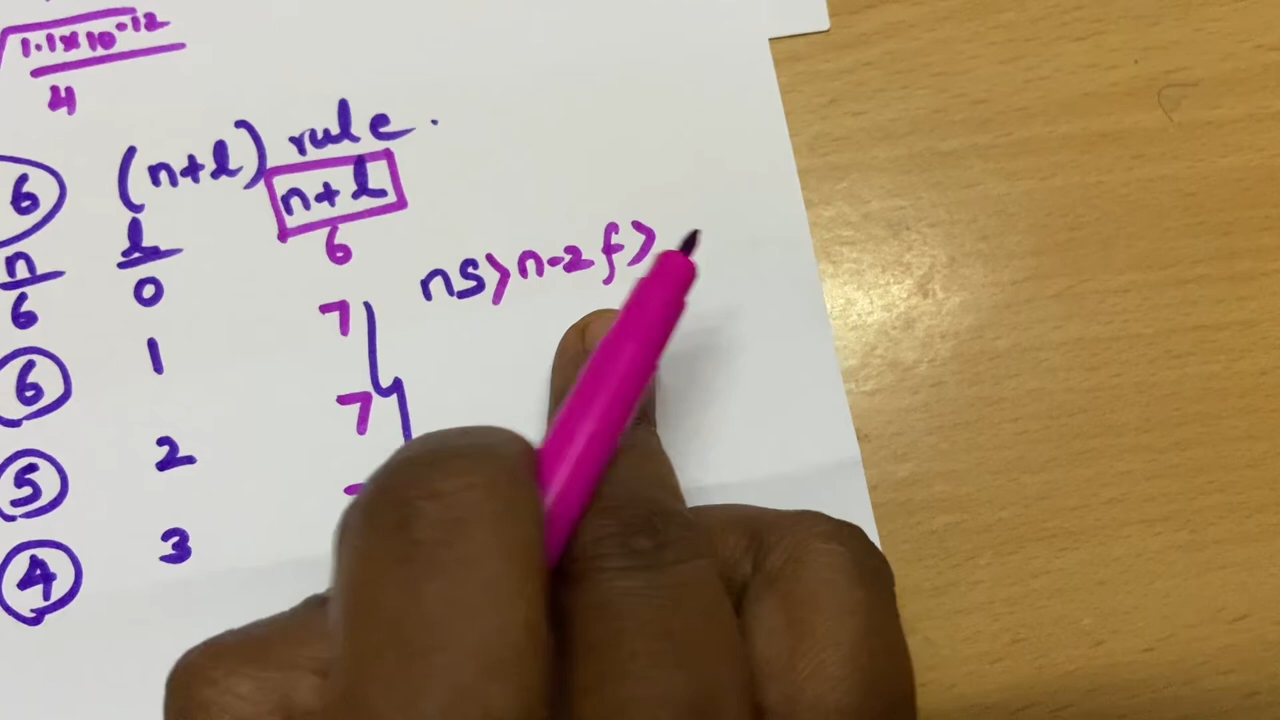 √1.1×10⁻¹²
4
6 (n+l) rule.
n l n+l
6 0 6 ns>n-2f>
6 1 7
5 2 7
4 3